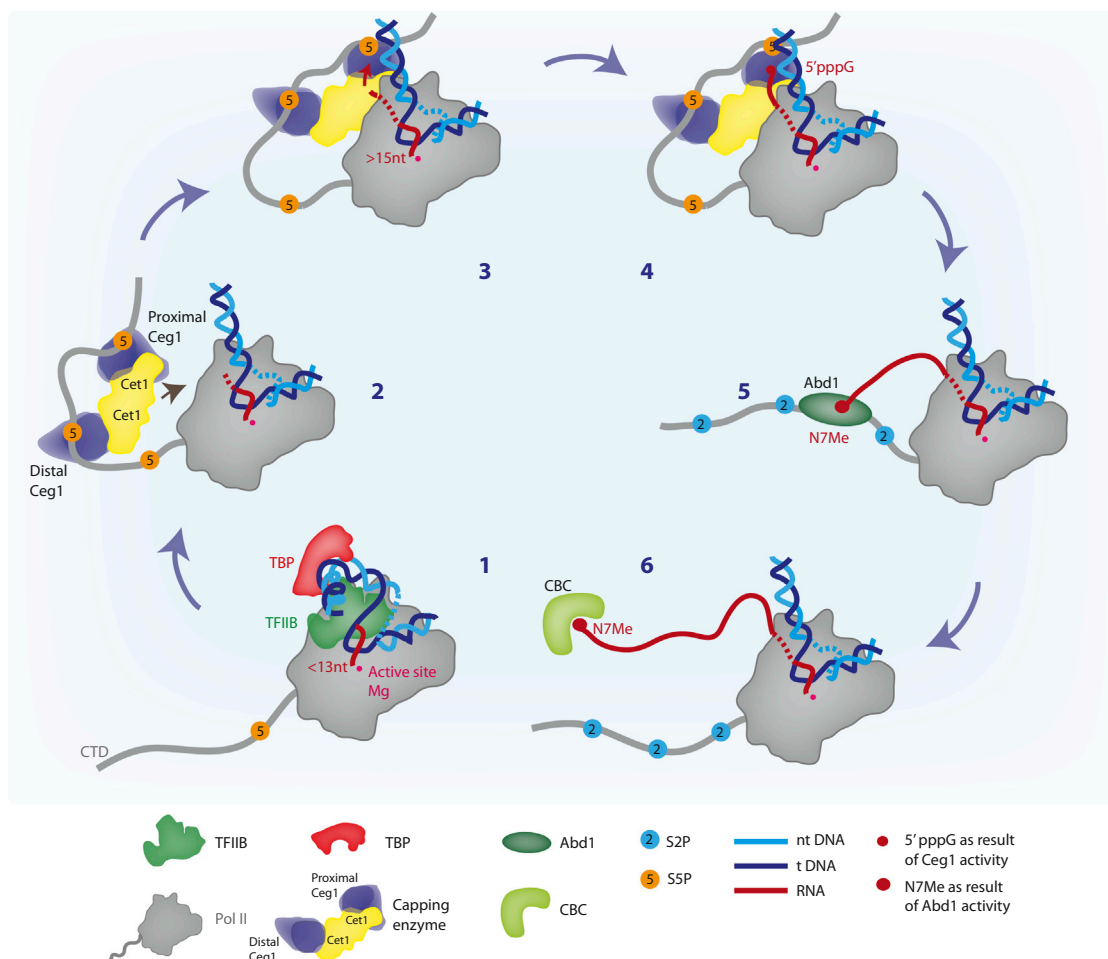 5
5
5
>15nt
3
5
5
5
5'pppG
4
Proximal
Ceg1
5
Cet1
Cet1
5
5
Distal
Ceg1
2
5
Abd1
2
2
2
N7Me
TBP
TFIIB
<13nt
Active site
Mg
5
CTD
1
6
CBC
N7Me
2
2
2
TFIIB
TBP
Abd1
2 S2P
5 S5P
nt DNA
t DNA
RNA
5' pppG as result
of Ceg1 activity
N7Me as result
of Abd1 activity
Pol II
Proximal
Ceg1
Cet1
Cet1
Distal
Ceg1
Capping
enzyme
CBC